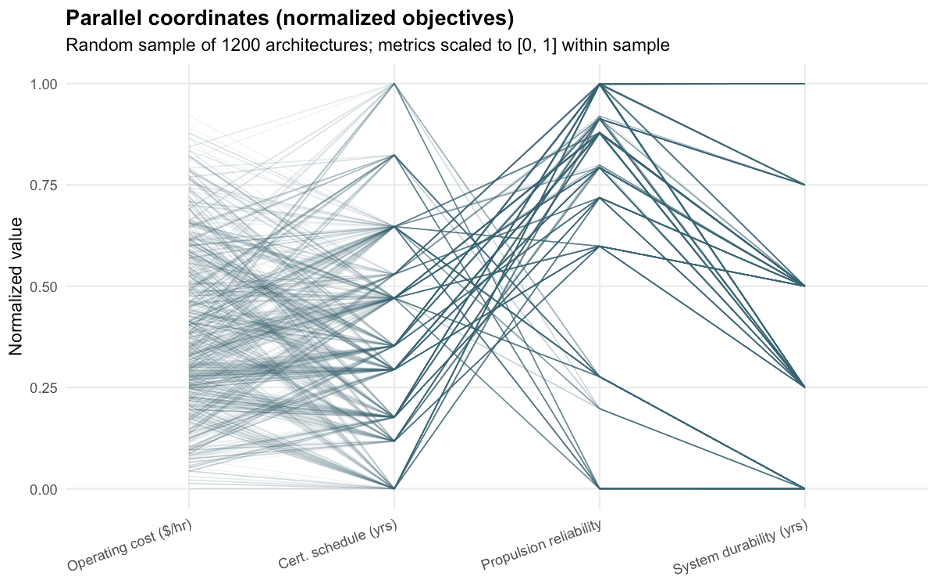 Parallel coordinates (normalized objectives)
Random sample of 1200 architectures; metrics scaled to [0, 1] within sample
Normalized value
1.00
0.75
0.50
0.25
0.00
Operating cost ($/hr)
Cert. schedule (yrs)
Propulsion reliability
System durability (yrs)